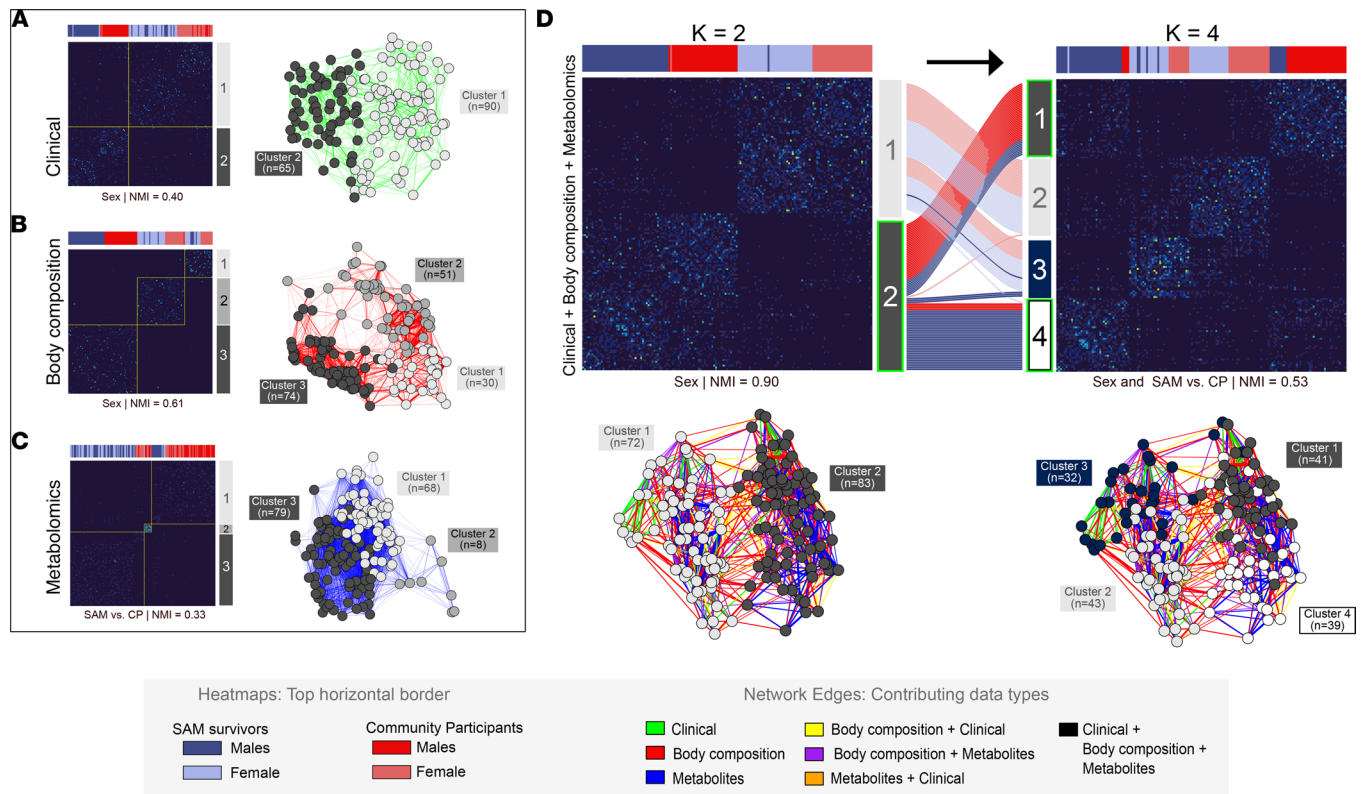 A
Clinical
1
2
Sex | NMI = 0.40
Cluster 1
(n=90)
Cluster 2
(n=65)
B
Body composition
1
2
3
Sex | NMI = 0.61
Cluster 2
(n=51)
Cluster 1
(n=30)
Cluster 3
(n=74)
C
Metabolomics
1
2
3
SAM vs. CP | NMI = 0.33
Cluster 1
(n=68)
Cluster 3
(n=79)
Cluster 2
(n=8)
D
Clinical + Body composition + Metabolomics
K = 2
K = 4
1
2
1
2
3
4
Sex | NMI = 0.90
Sex and SAM vs. CP | NMI = 0.53
Cluster 1
(n=72)
Cluster 2
(n=83)
Cluster 3
(n=32)
Cluster 1
(n=41)
Cluster 2
(n=43)
Cluster 4
(n=39)
Heatmaps: Top horizontal border
SAM survivors
Males
Female
Community Participants
Males
Female
Network Edges: Contributing data types
Clinical
Body composition
Metabolites
Body composition + Clinical
Body composition + Metabolites
Metabolites + Clinical
Clinical +
Body composition +
Metabolites